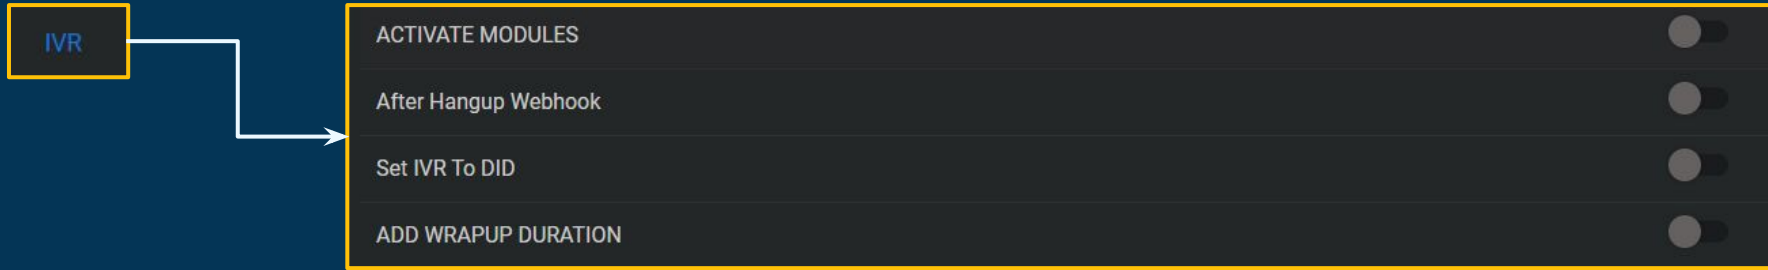 IVR
ACTIVATE MODULES
After Hangup Webhook
Set IVR To DID
ADD WRAPUP DURATION